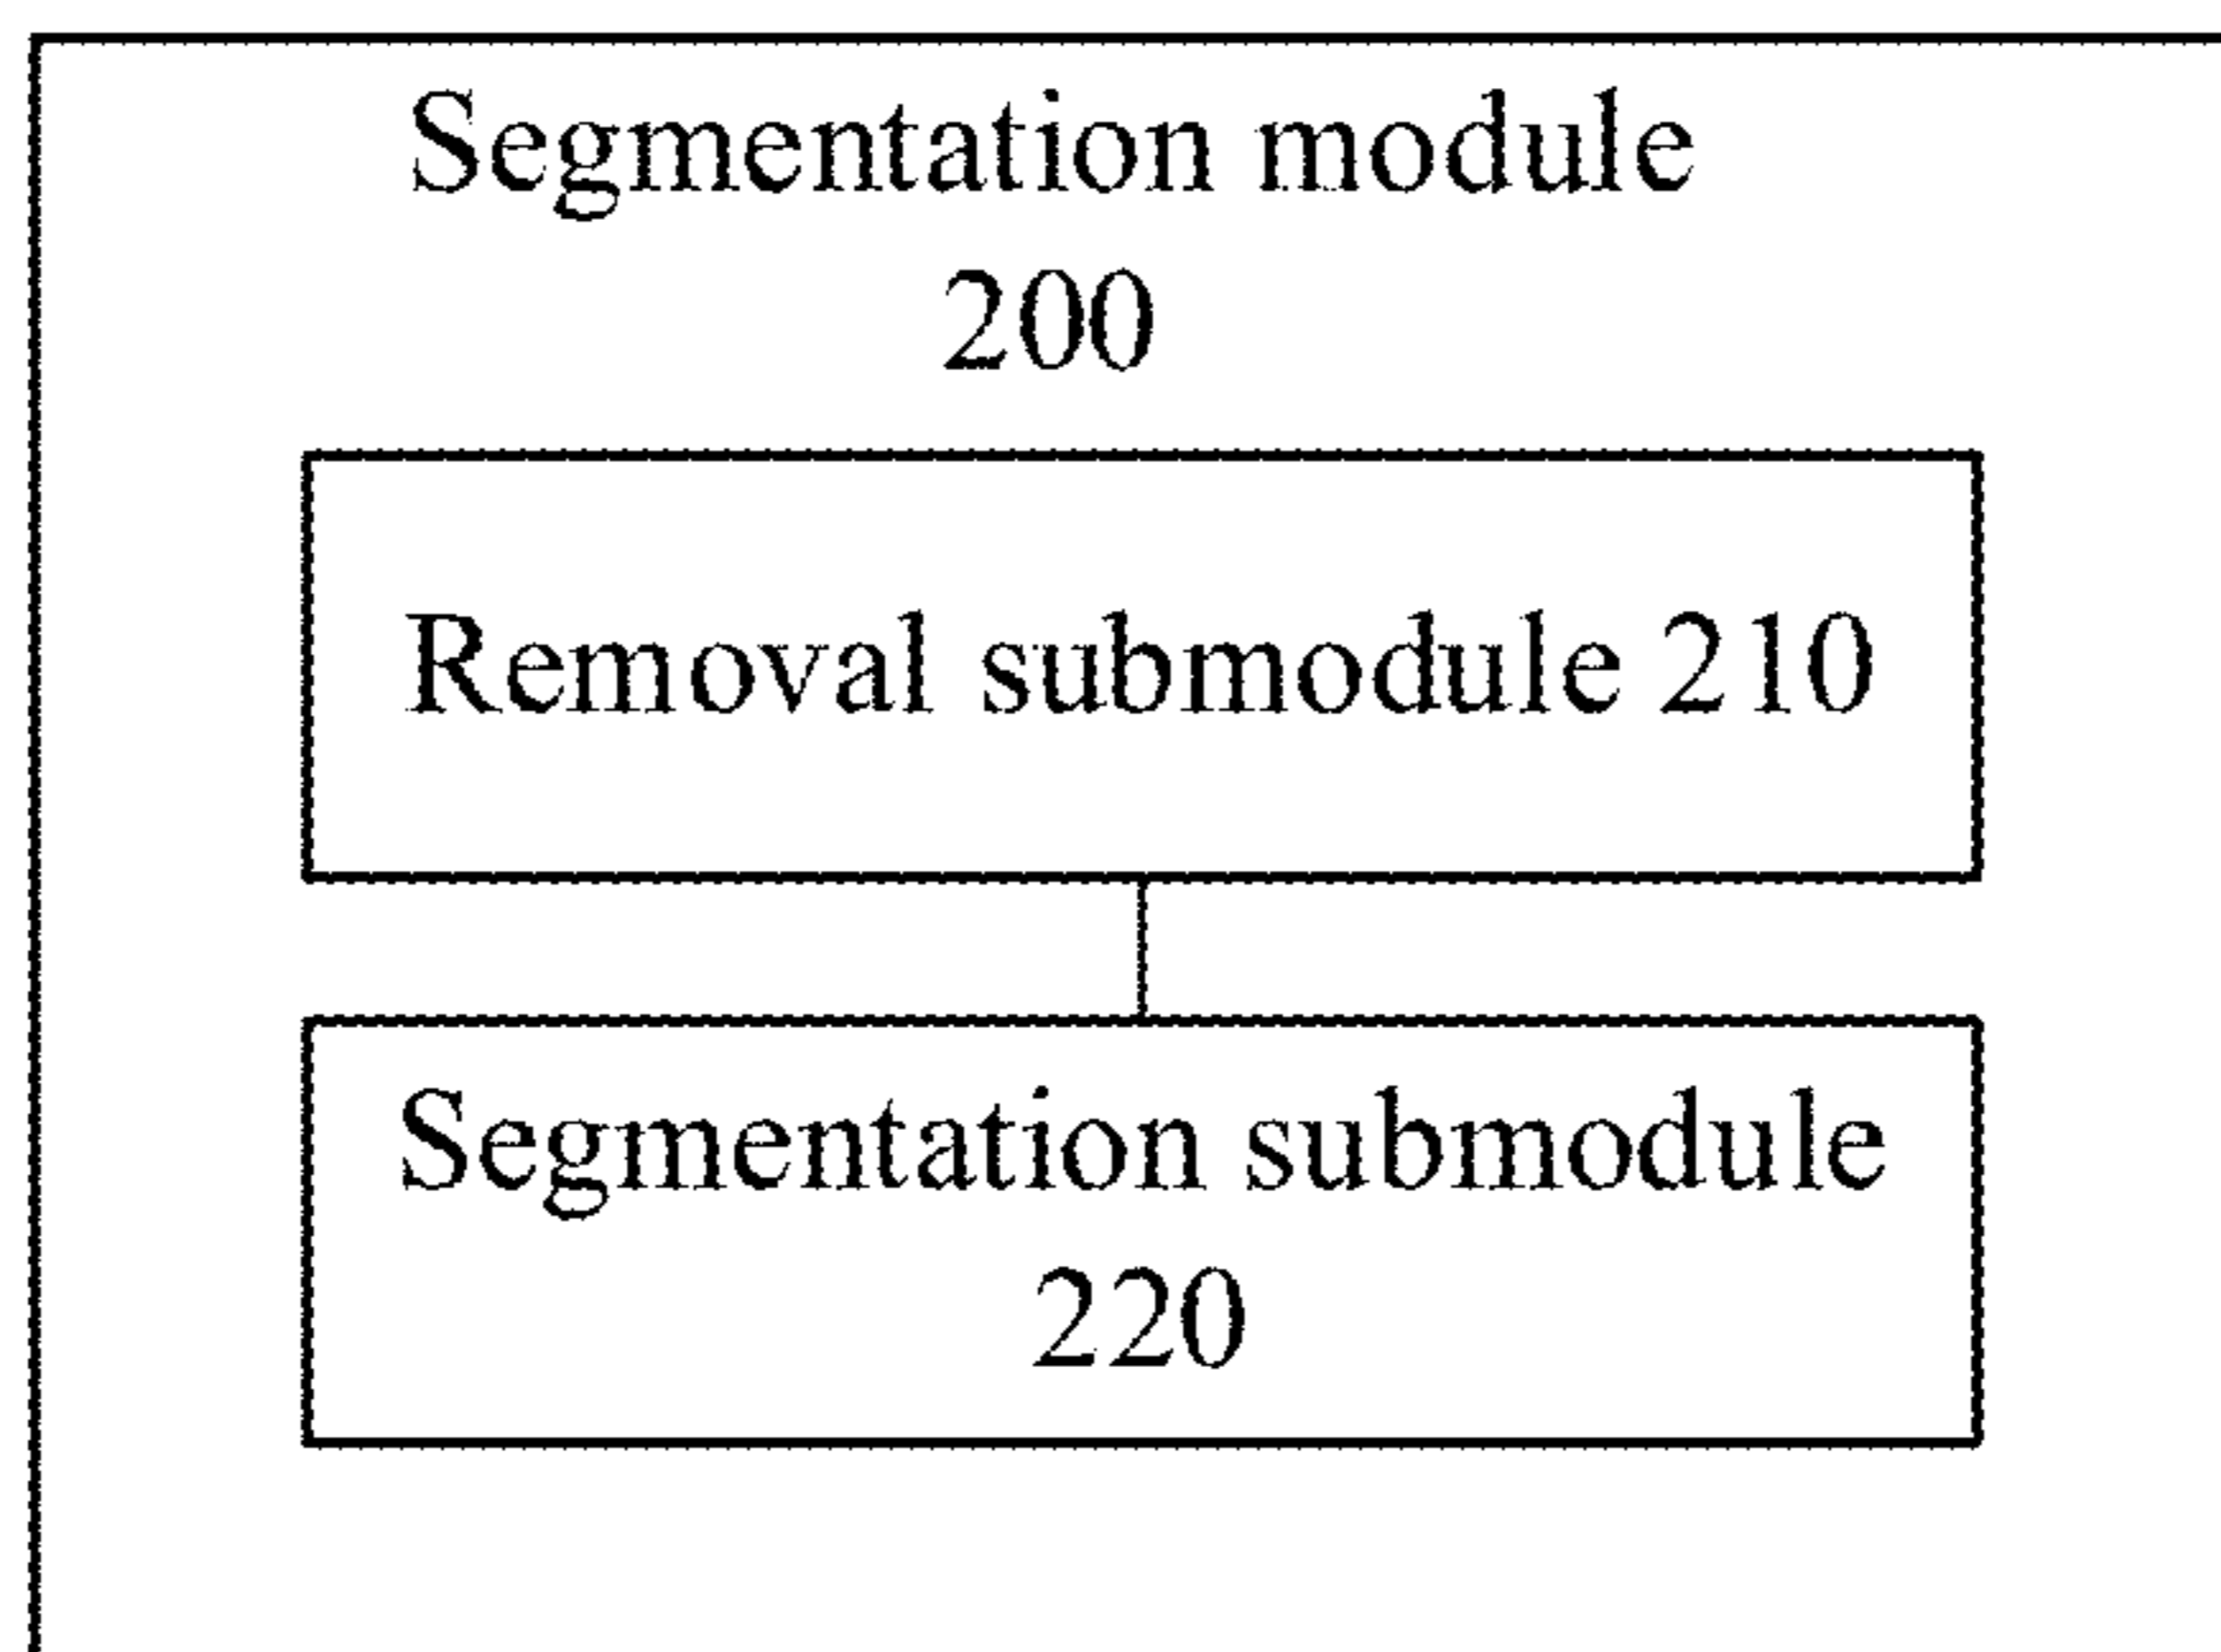 Segmentation module
200
Removal submodule 210
Segmentation submodule
220